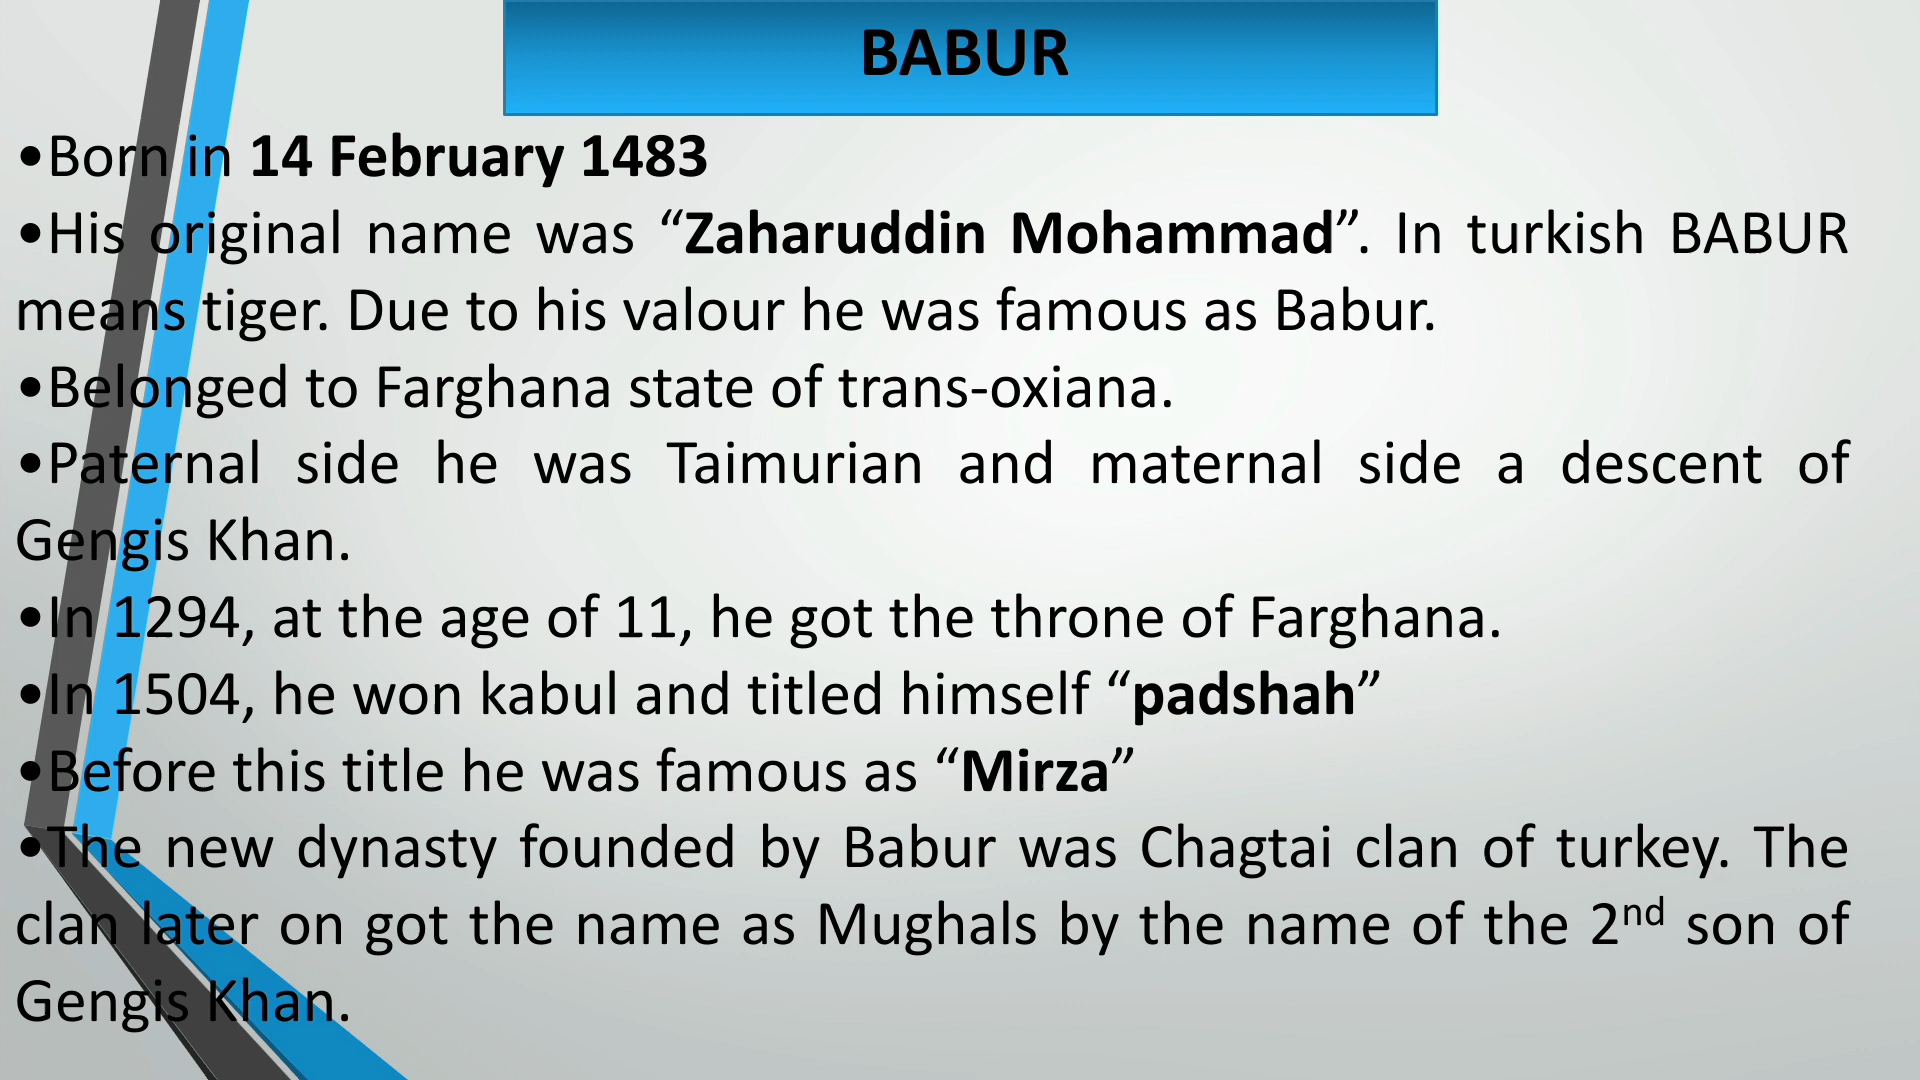 BABUR
•Born in 14 February 1483
•His original name was “Zaharuddin Mohammad”. In turkish BABUR
means tiger. Due to his valour he was famous as Babur.
•Belonged to Farghana state of trans-oxiana.
•Paternal side he was Taimurian and maternal side a descent of
Gengis Khan.
•In 1294, at the age of 11, he got the throne of Farghana.
•In 1504, he won kabul and titled himself “padshah”
•Before this title he was famous as “Mirza”
•The new dynasty founded by Babur was Chagtai clan of turkey. The
clan later on got the name as Mughals by the name of the 2nd son of
Gengis Khan.